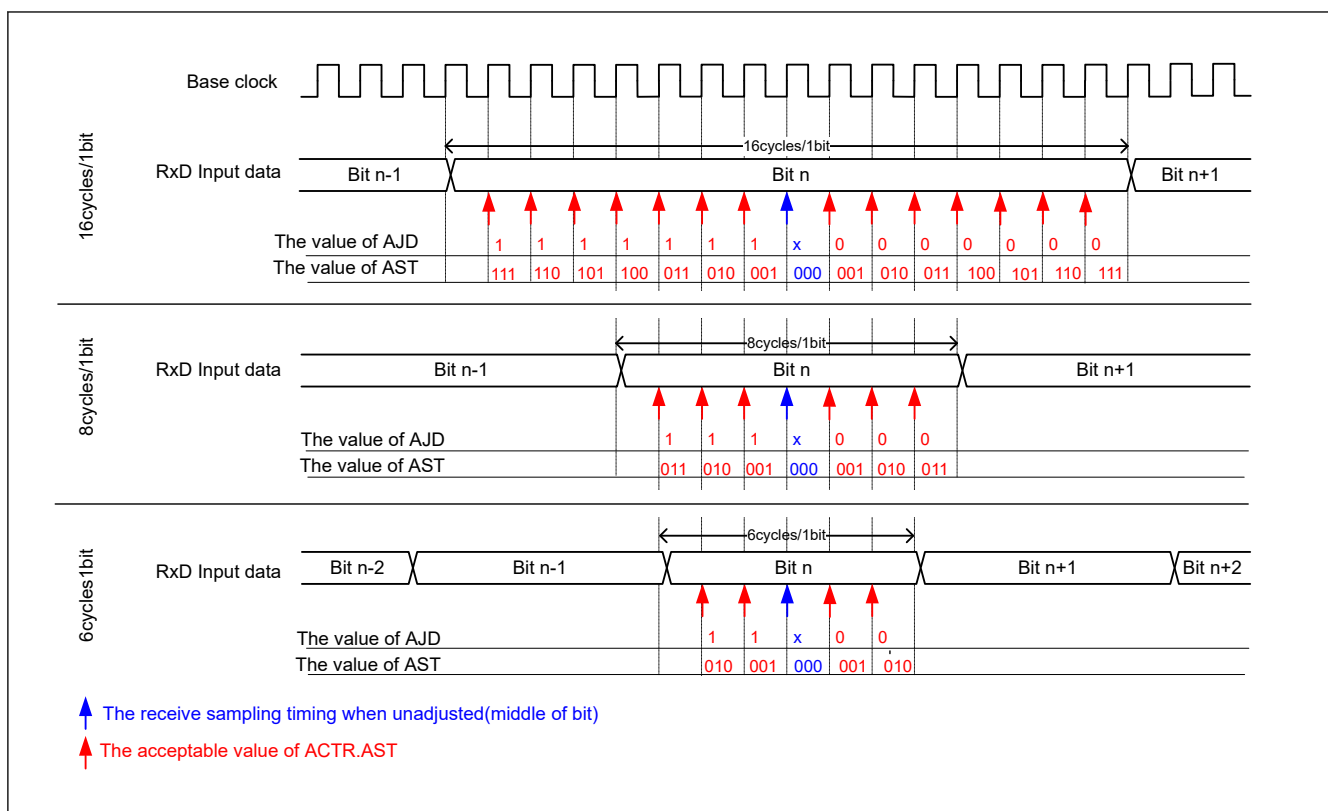 Base clock
16cycles/1bit
16cycles/1bit
RxD Input data
Bit n-1 Bit n Bit n+1
The value of AJD 1 1 1 1 1 1 1 x 0 0 0 0 0 0 0
The value of AST 111 110 101 100 011 010 001 000 001 010 011 100 101 110 111
8cycles/1bit
8cycles/1bit
RxD Input data
Bit n-1 Bit n Bit n+1
The value of AJD 1 1 1 x 0 0 0
The value of AST 011 010 001 000 001 010 011
6cycles1bit
6cycles/1bit
RxD Input data
Bit n-2 Bit n-1 Bit n Bit n+1 Bit n+2
The value of AJD 1 1 x 0 0
The value of AST 010 001 000 001 010
The receive sampling timing when unadjusted(middle of bit)
The acceptable value of ACTR.AST